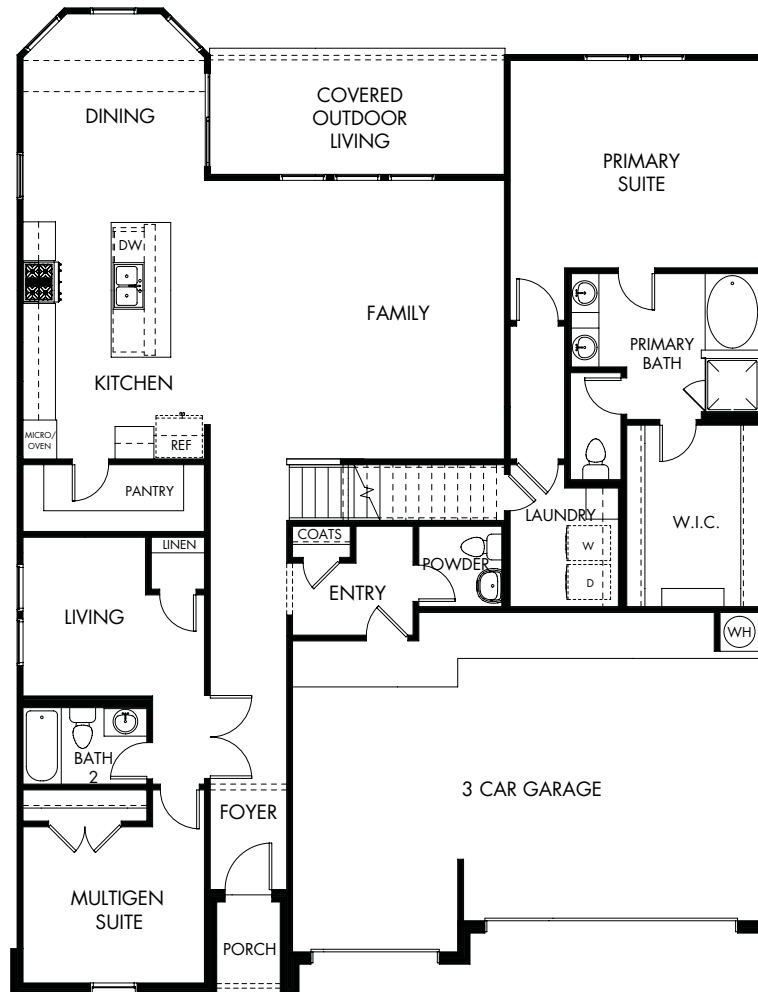 DINING
COVERED
OUTDOOR
LIVING
PRIMARY
SUITE
DW
FAMILY
PRIMARY
BATH
KITCHEN
MICRO/
OVEN
REF
PANTRY
LAUNDRY
W.I.C.
COATS
LINEN
W
POWDER
D
ENTRY
LIVING
WH
BATH
2
3 CAR GARAGE
FOYER
MULTIGEN
SUITE
PORCH